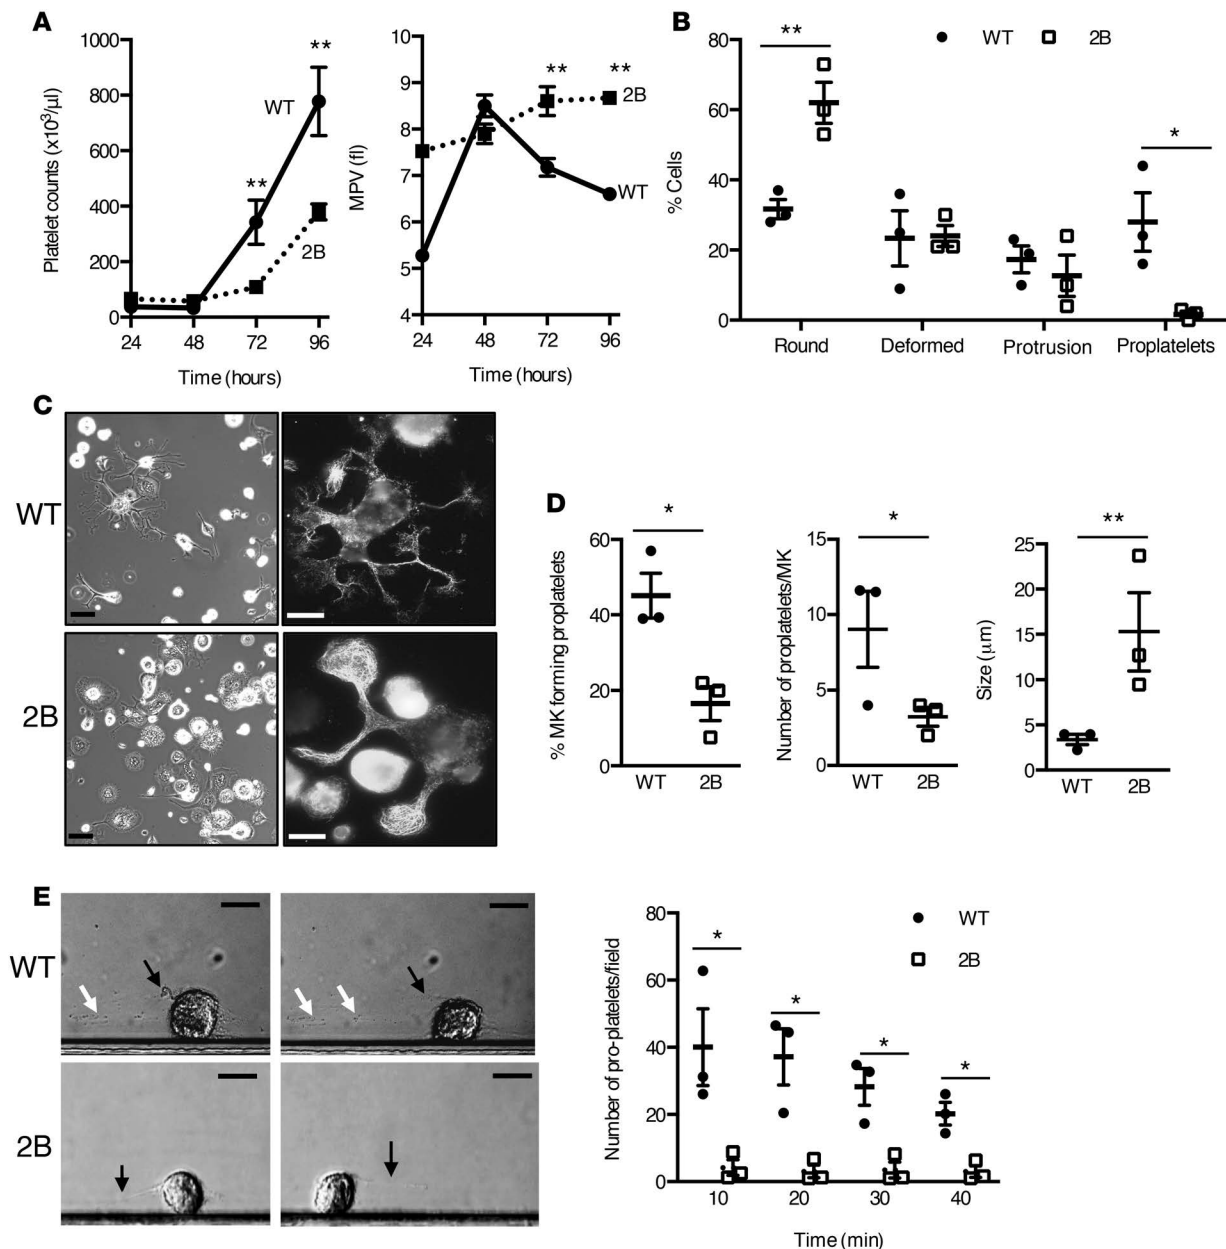 A
1000
800
600
400
200
0
Platelet counts (x10³/µl)
WT
2B
**
**
24 48 72 96
Time (hours)
10
9
8
7
6
5
4
MPV (fl)
** **
2B
WT
24 48 72 96
Time (hours)
B
WT 2B
80
60
40
20
0
% Cells
**
*
Round Deformed Protrusion Proplatelets
C
WT
2B
D
60
40
20
0
% MK forming proplatelets
*
WT 2B
15
10
5
0
Number of proplatelets/MK
*
WT 2B
25
20
15
10
5
0
Size (µm)
**
WT 2B
E
WT
2B
80
60
40
20
0
Number of pro-platelets/field
WT
2B
*
*
*
*
10 20 30 40
Time (min)